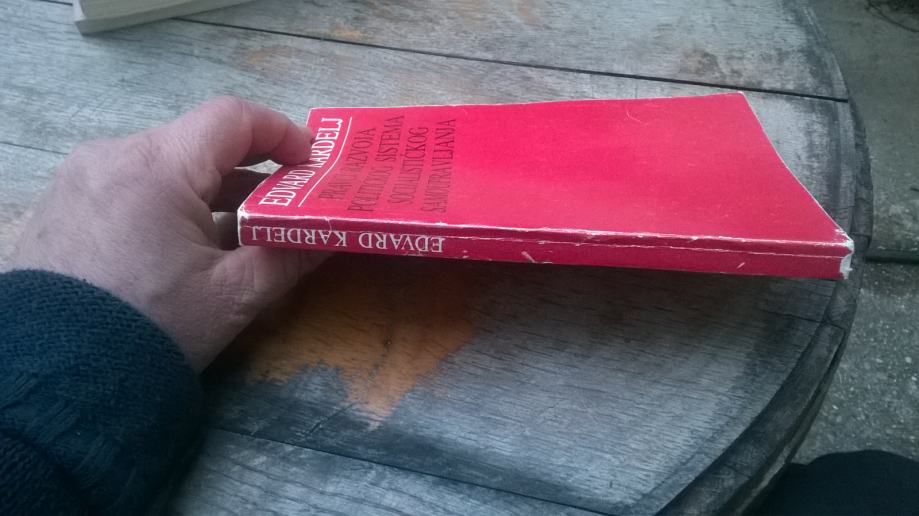 EDVARD KARDELJ
PRAVCI RAZVOJA
POLITIČKOG SISTEMA
SOCIJALISTIČKOG
SAMOUPRAVLJANJA
EDVARD KARDELJ